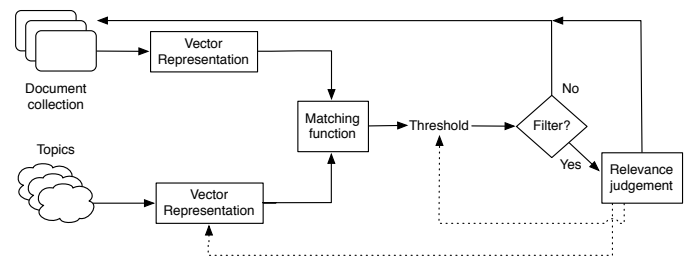 Document
collection
Vector
Representation
Topics
Vector
Representation
Matching
function
Threshold
Filter?
No
Yes
Relevance
judgement